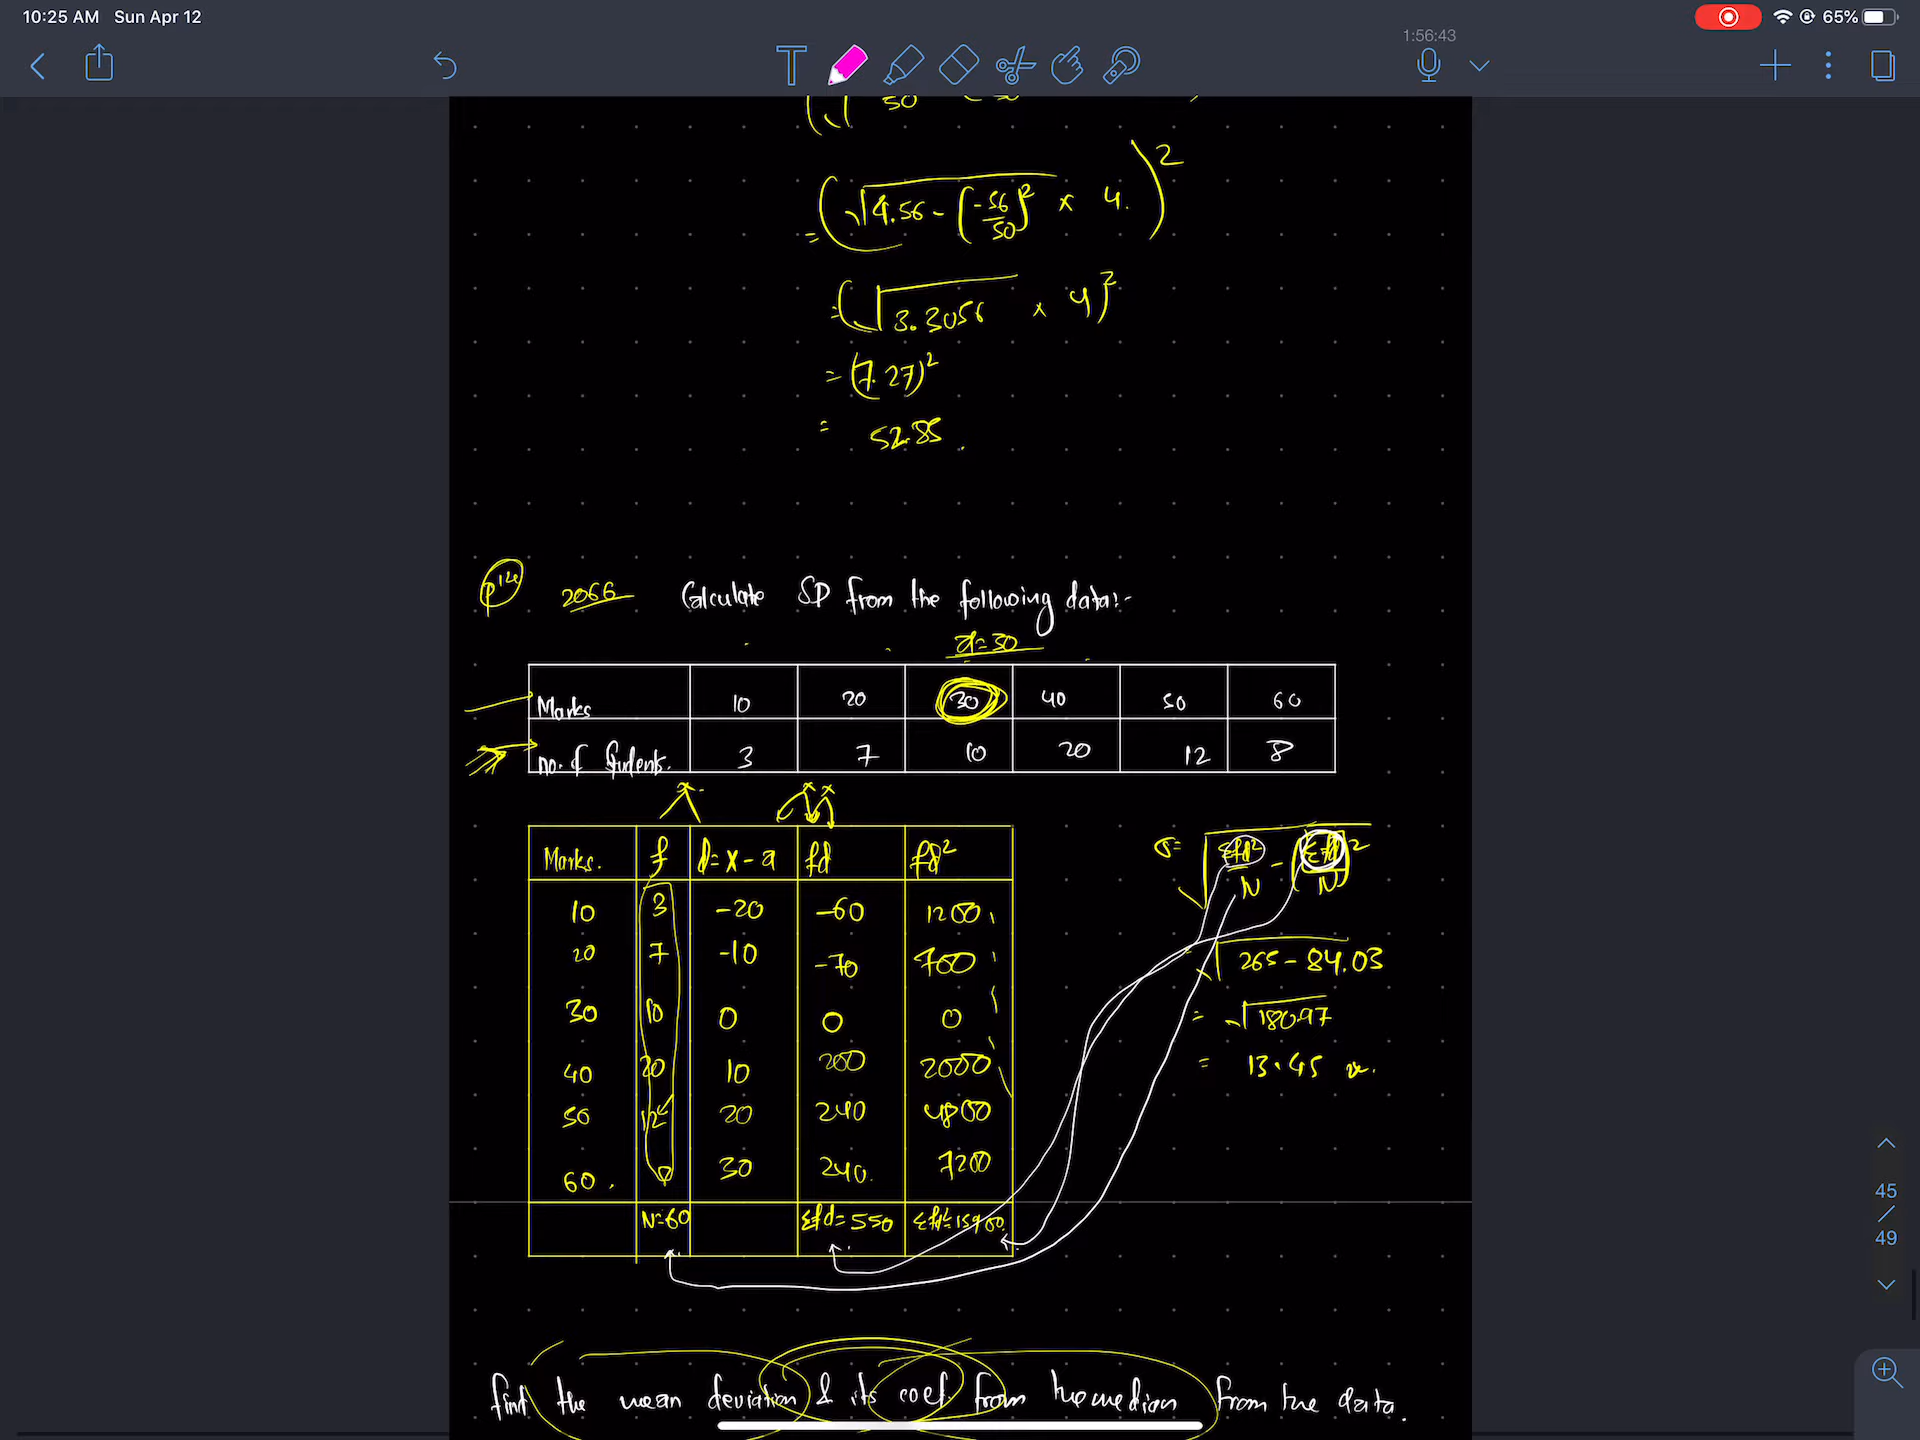 10:25 AM Sun Apr 12
65%
1:56:43
50
= (√4.56 - (-56/50)² × 4.)²
= (√3.3056 × 4)²
= (7.27)²
= 52.85.
2066 Calculate SD from the following data:-
a=30
Marks 10 20 30 40 50 60
no. of Students. 3 7 10 20 12 8
Marks. f d=x-a fd fd²
10 3 -20 -60 1200
20 7 -10 -70 700
30 10 0 0 0
40 20 10 200 2000
50 12 20 240 4800
60. 30 240. 7200
N=60 Σfd=550 Σfd²=15900.
σ= √Σfd²/N - (Σfd/N)²
√265-84.03
= √180.97
= 13.45
find the mean deviation & its coef from the median from the data.
45
/
49